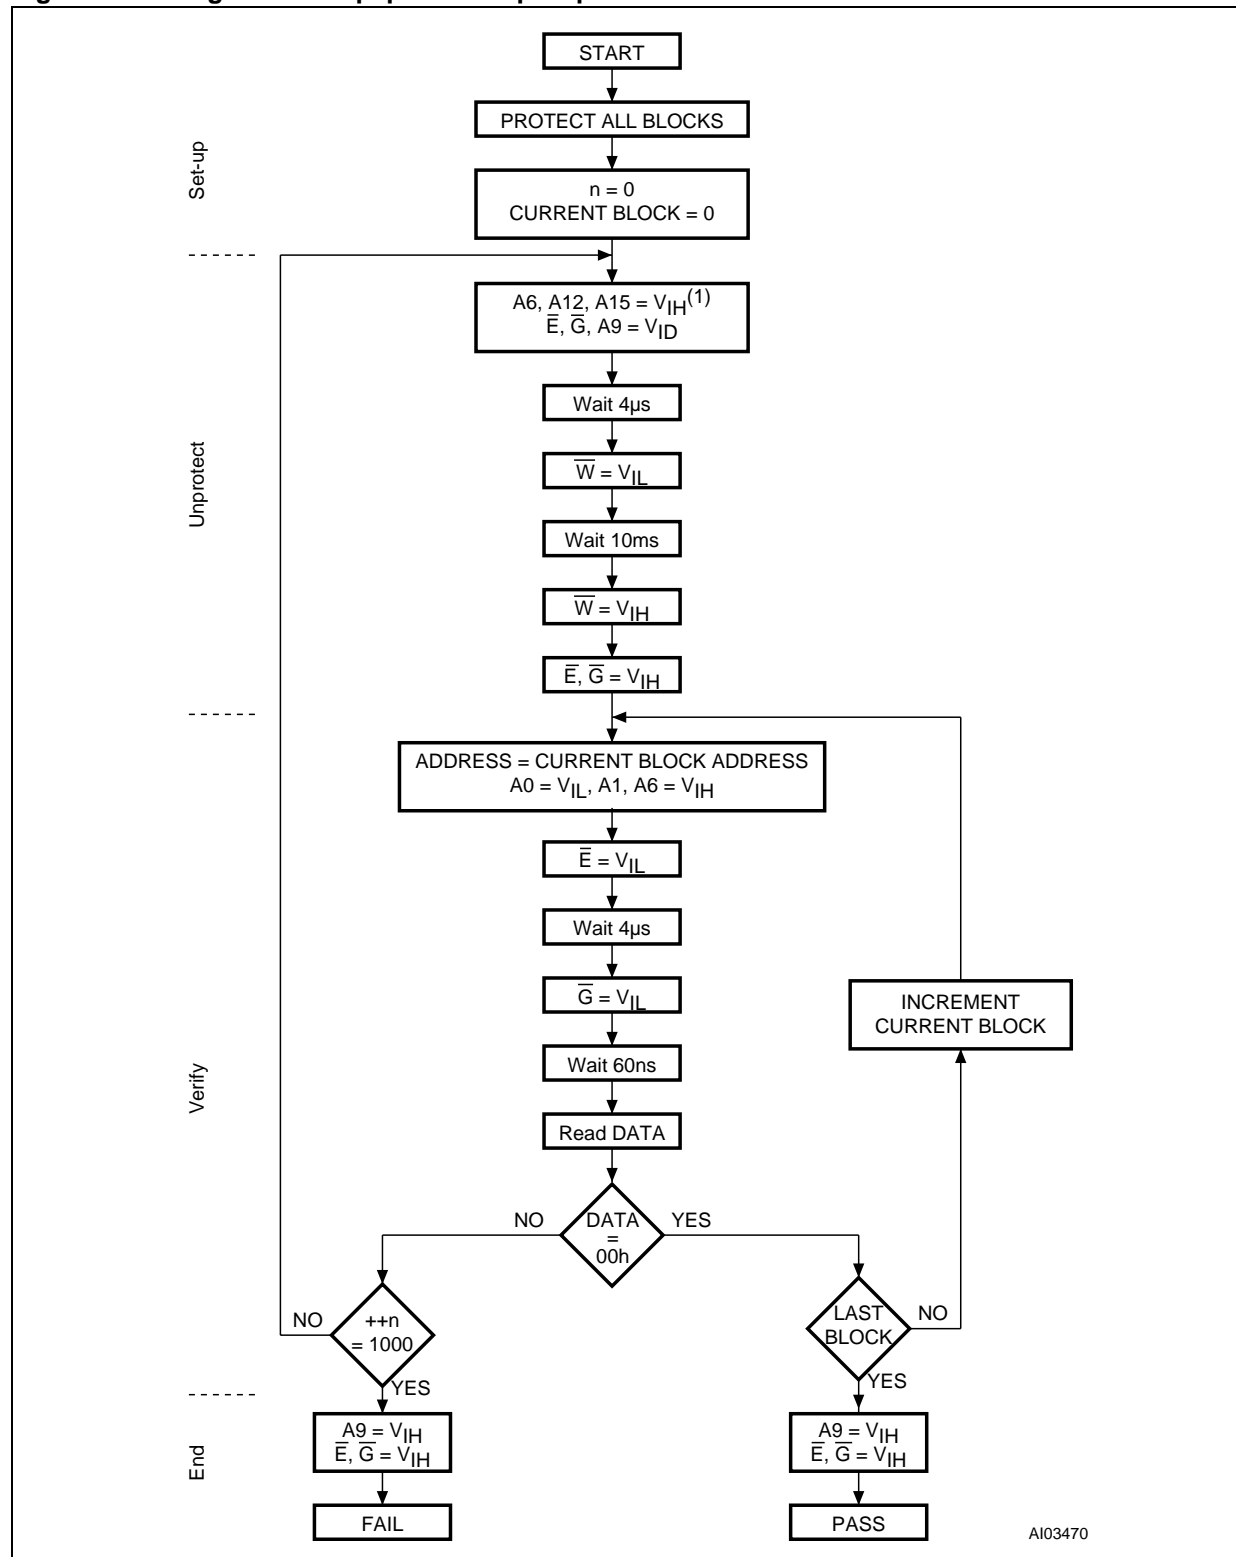 START
PROTECT ALL BLOCKS
Set-up
n = 0
CURRENT BLOCK = 0
A6, A12, A15 = VIH(1)
E̅, G̅, A9 = VID
Wait 4µs
Unprotect
W̅ = VIL
Wait 10ms
W̅ = VIH
E̅, G̅ = VIH
ADDRESS = CURRENT BLOCK ADDRESS
A0 = VIL, A1, A6 = VIH
E̅ = VIL
Wait 4µs
G̅ = VIL
INCREMENT
CURRENT BLOCK
Wait 60ns
Verify
Read DATA
NO
DATA
=
00h
YES
NO
++n
= 1000
LAST
BLOCK
NO
YES
YES
End
A9 = VIH
E̅, G̅ = VIH
A9 = VIH
E̅, G̅ = VIH
FAIL
PASS
AI03470